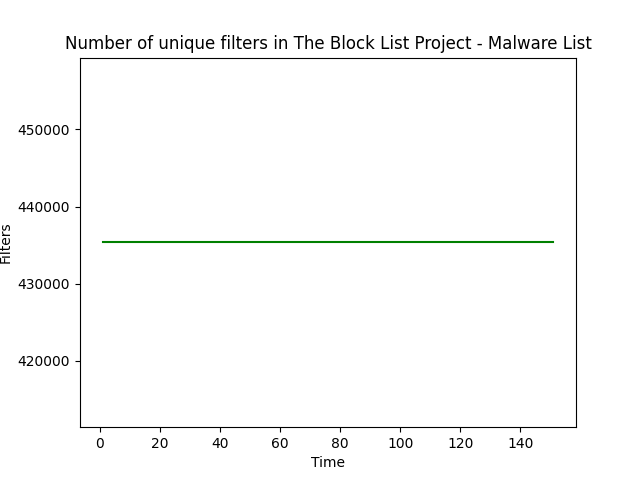 Number of unique filters in The Block List Project - Malware List
450000
440000
430000
420000
Filters
0 20 40 60 80 100 120 140
Time